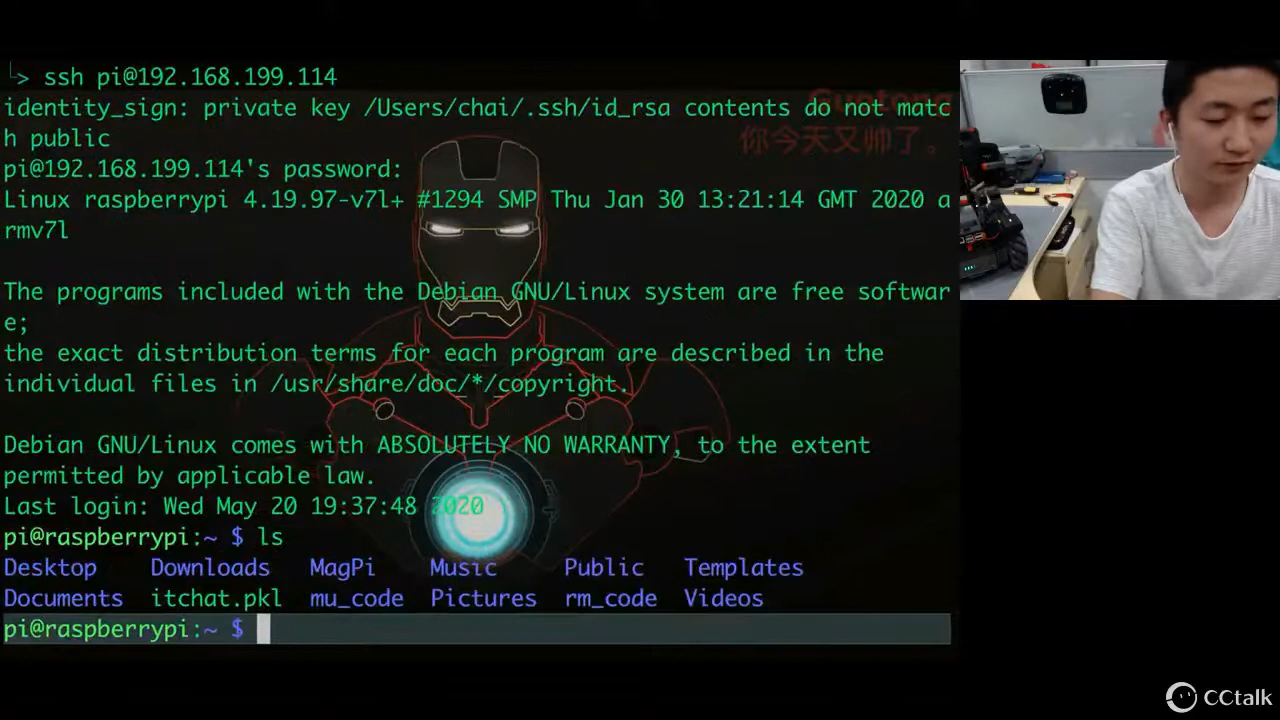 └> ssh pi@192.168.199.114
identity_sign: private key /Users/chai/.ssh/id_rsa contents do not matc
h public
你今天又帅了。
pi@192.168.199.114's password:
Linux raspberrypi 4.19.97-v7l+ #1294 SMP Thu Jan 30 13:21:14 GMT 2020 a
rmv7l
The programs included with the Debian GNU/Linux system are free softwar
e;
the exact distribution terms for each program are described in the
individual files in /usr/share/doc/*/copyright.
Debian GNU/Linux comes with ABSOLUTELY NO WARRANTY, to the extent
permitted by applicable law.
Last login: Wed May 20 19:37:48 2020
pi@raspberrypi:~ $ ls
Desktop Downloads MagPi Music Public Templates
Documents itchat.pkl mu_code Pictures rm_code Videos
pi@raspberrypi:~ $
CCtalk